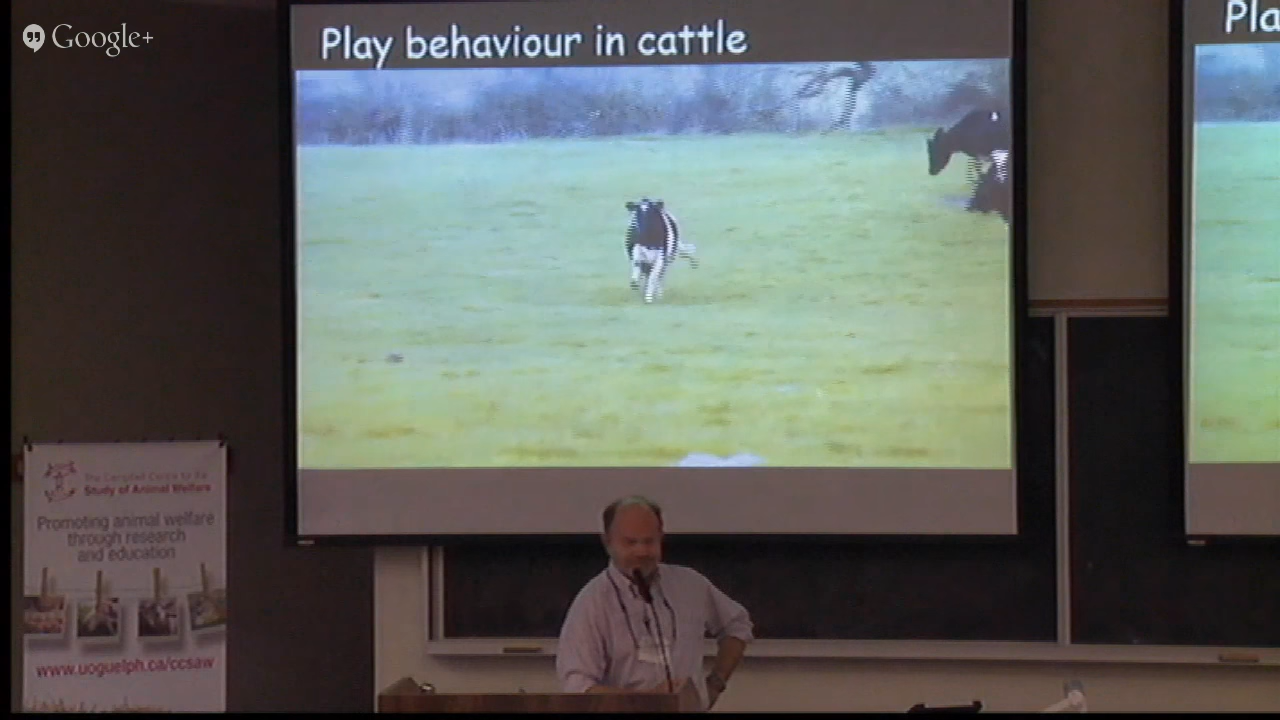 Google+
Play behaviour in cattle
Pla
The Campbell Centre for the
Study of Animal Welfare
Promoting animal welfare
through research
and education
www.uoguelph.ca/ccsaw